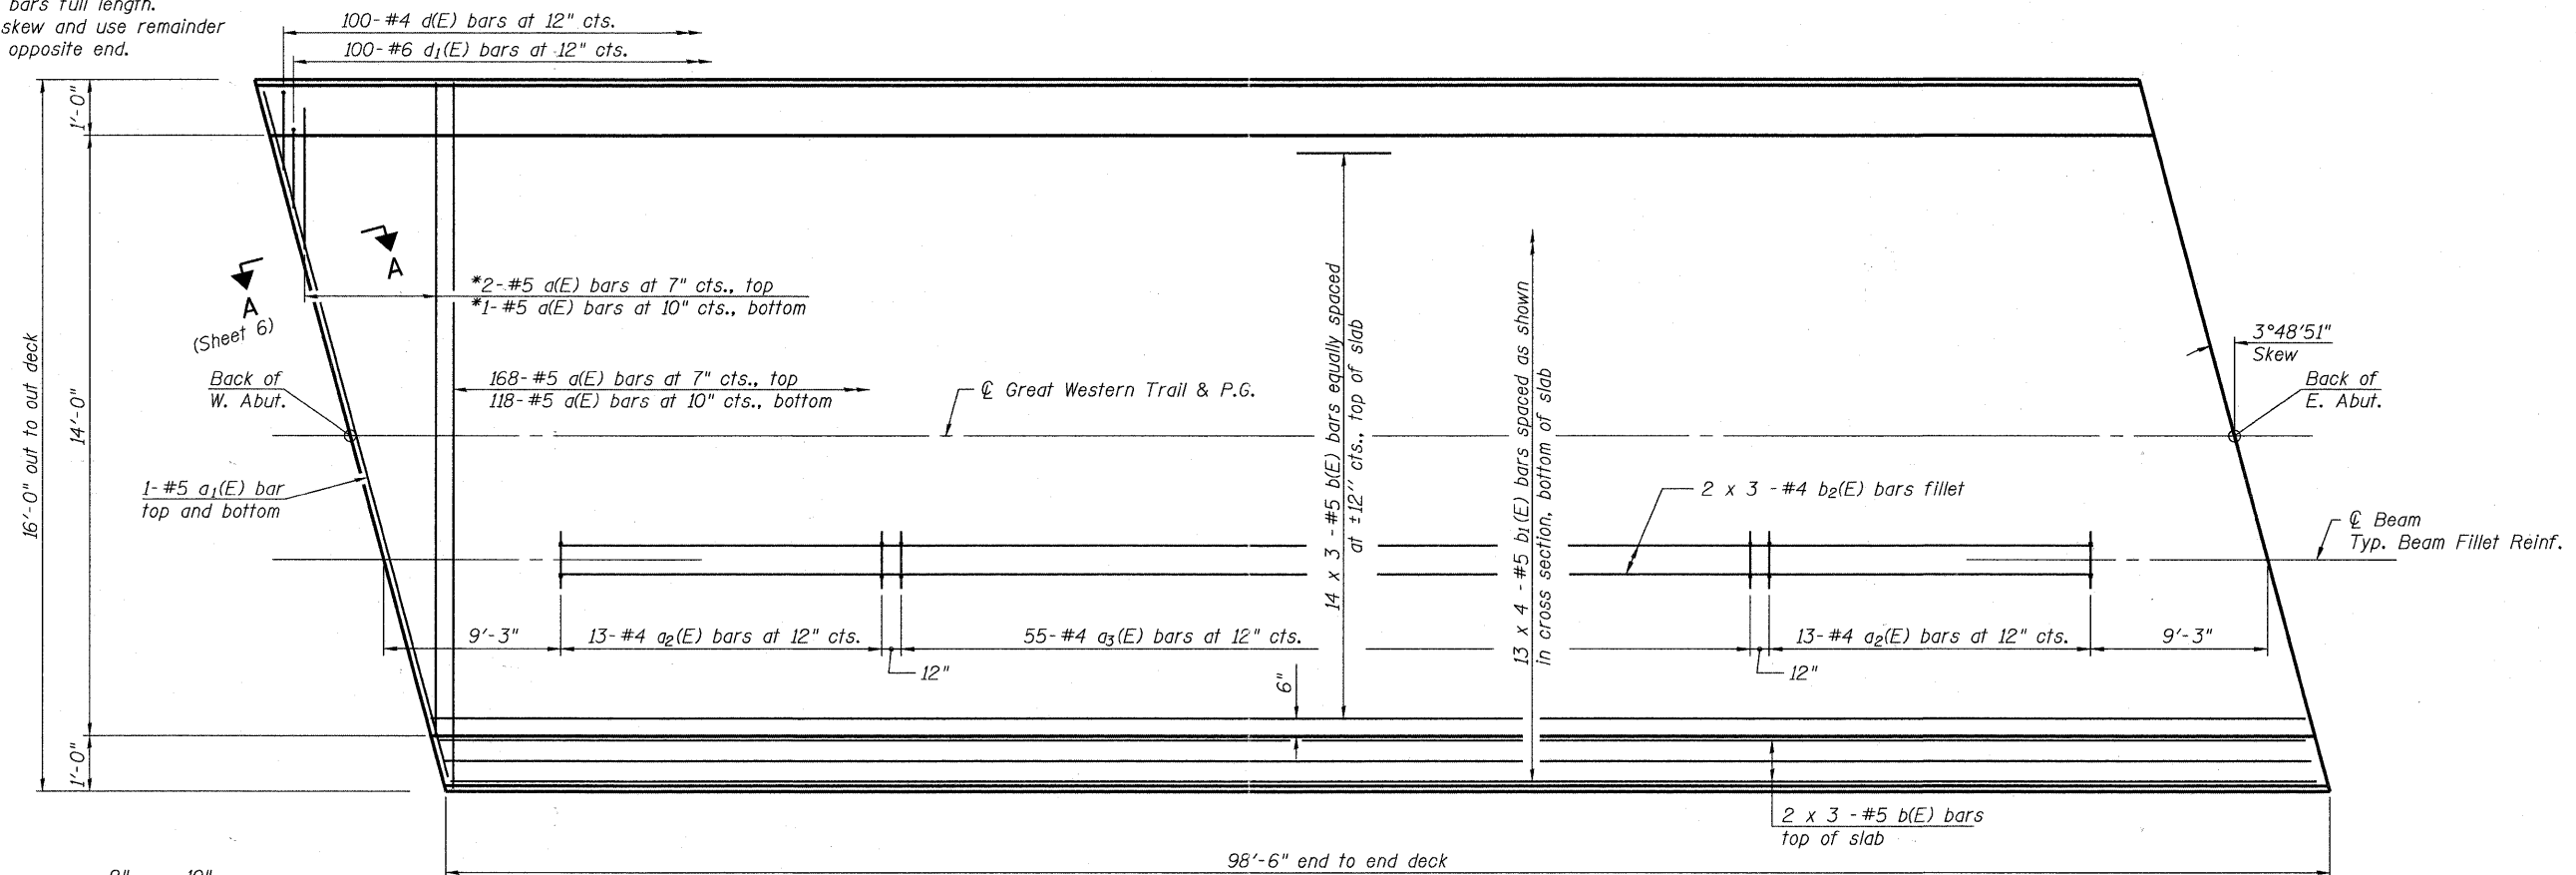 bars full length.
skew and use remainder
opposite end.
100-#4 d(E) bars at 12" cts.
100-#6 d1(E) bars at 12" cts.
1'-0"
14'-0"
1'-0"
16'-0" out to out deck
A
A
(Sheet 6)
*2-#5 a(E) bars at 7" cts., top
*1-#5 a(E) bars at 10" cts., bottom
168-#5 a(E) bars at 7" cts., top
118-#5 a(E) bars at 10" cts., bottom
Back of
W. Abut.
1-#5 a1(E) bar
top and bottom
℄ Great Western Trail & P.G.
14 x 3 -#5 b(E) bars equally spaced
at ±12" cts., top of slab
13 x 4 -#5 b1(E) bars spaced as shown
in cross section, bottom of slab
3°48'51"
Skew
Back of
E. Abut.
2 x 3 -#4 b2(E) bars fillet
℄ Beam
Typ. Beam Fillet Reinf.
9'-3"
13-#4 a2(E) bars at 12" cts.
12"
55-#4 a3(E) bars at 12" cts.
12"
13-#4 a2(E) bars at 12" cts.
9'-3"
6"
2 x 3 -#5 b(E) bars
top of slab
98'-6" end to end deck